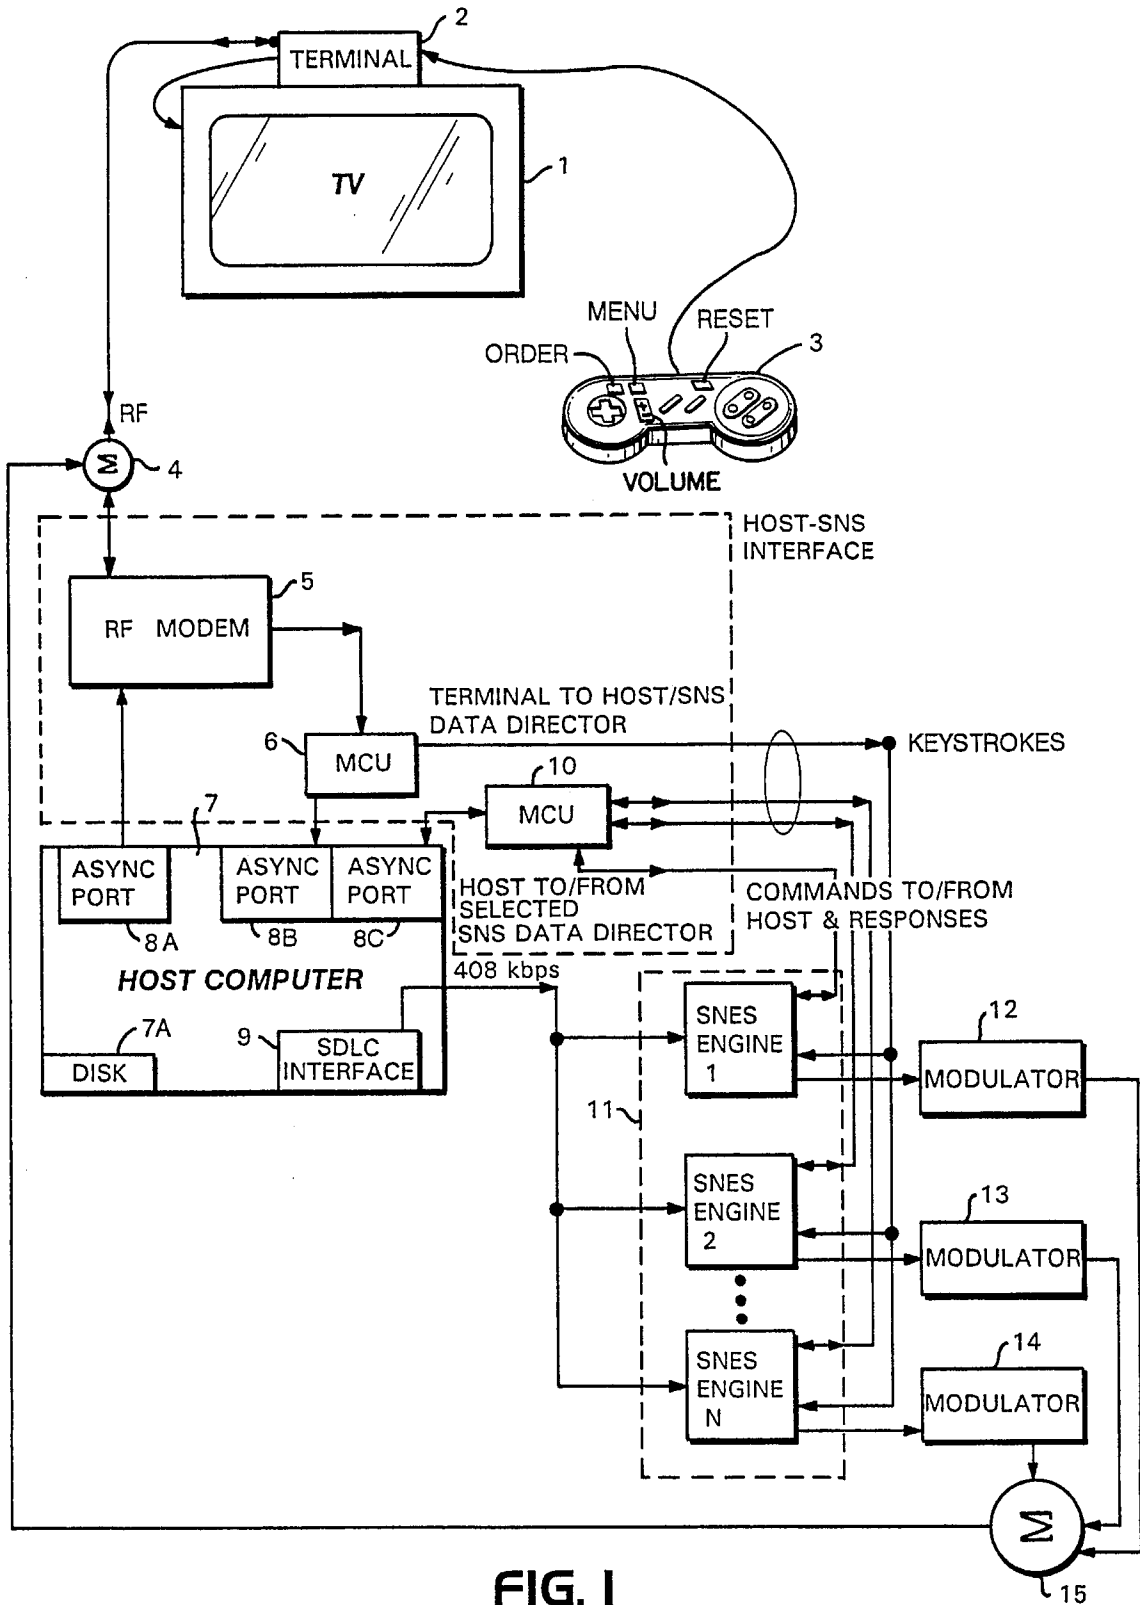 2
TERMINAL
TV
1
MENU
RESET
ORDER
3
VOLUME
RF
M
4
HOST-SNS
INTERFACE
5
RF MODEM
TERMINAL TO HOST/SNS
DATA DIRECTOR
6
MCU
KEYSTROKES
10
MCU
7
ASYNC
PORT
8A
ASYNC
PORT
8B
ASYNC
PORT
8C
HOST TO/FROM
SELECTED
SNS DATA DIRECTOR
COMMANDS TO/FROM
HOST & RESPONSES
HOST COMPUTER
408 kbps
7A
DISK
9
SDLC
INTERFACE
11
SNES
ENGINE
1
12
MODULATOR
SNES
ENGINE
2
13
MODULATOR
SNES
ENGINE
N
14
MODULATOR
M
15
FIG. 1